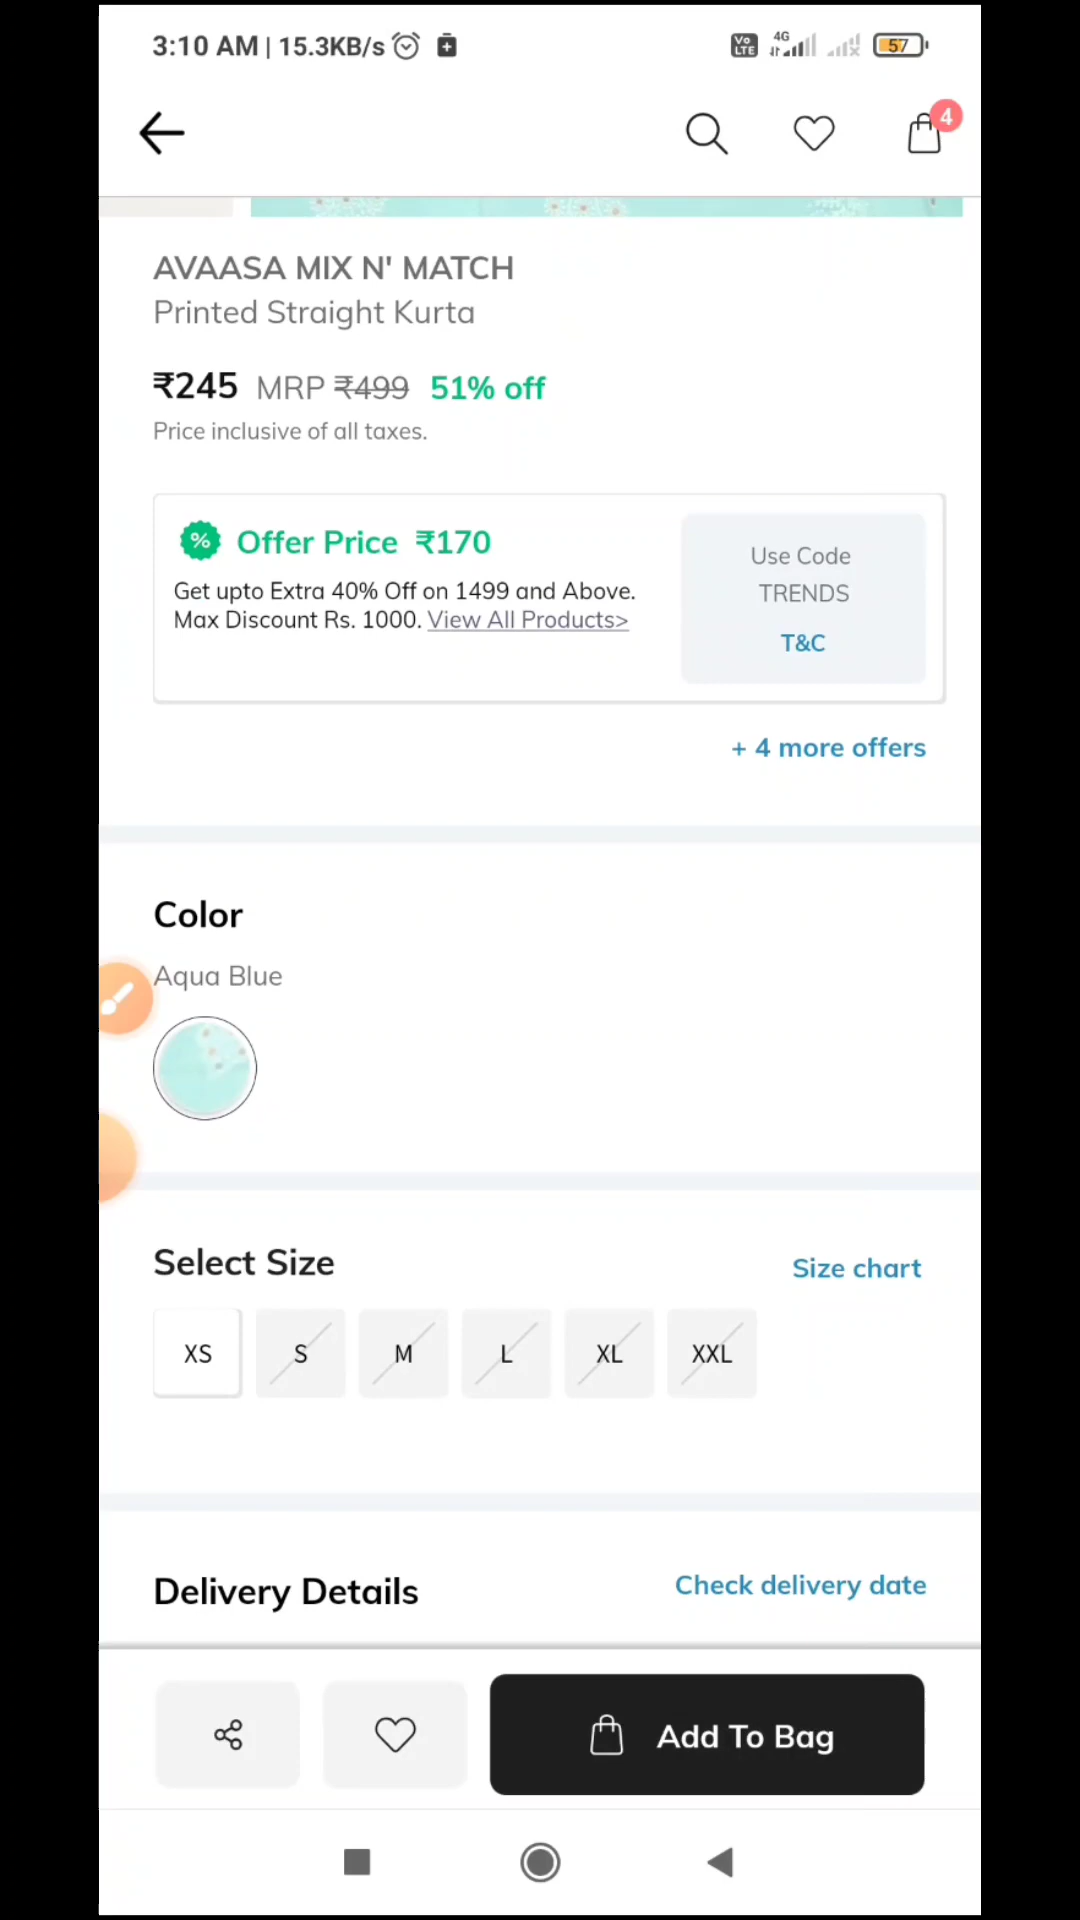 3:10 AM | 15.3KB/s
Vo LTE 4G 57
4
AVAASA MIX N' MATCH
Printed Straight Kurta
₹245 MRP ₹499 51% off
Price inclusive of all taxes.
% Offer Price ₹170
Get upto Extra 40% Off on 1499 and Above.
Max Discount Rs. 1000. View All Products>
Use Code
TRENDS
T&C
+ 4 more offers
Color
Aqua Blue
Select Size
Size chart
XS S M L XL XXL
Delivery Details
Check delivery date
Add To Bag